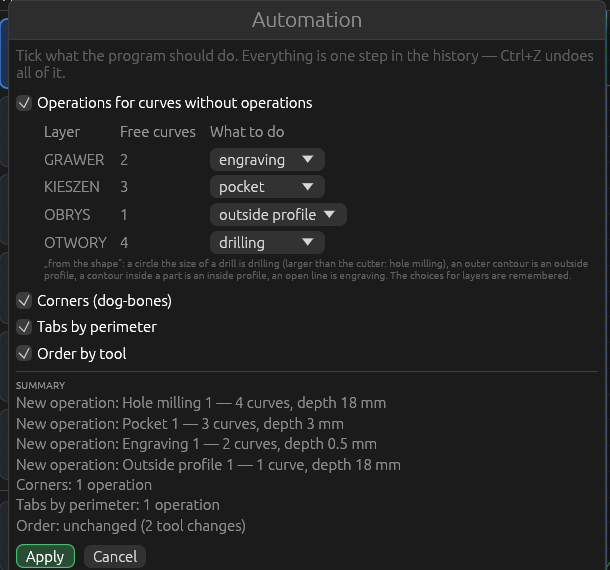 Automation
Tick what the program should do. Everything is one step in the history — Ctrl+Z undoes
all of it.
Operations for curves without operations
Layer Free curves What to do
GRAWER 2 engraving
KIESZEN 3 pocket
OBRYS 1 outside profile
OTWORY 4 drilling
„from the shape”: a circle the size of a drill is drilling (larger than the cutter: hole milling), an outer contour is an outside
profile, a contour inside a part is an inside profile, an open line is engraving. The choices for layers are remembered.
Corners (dog-bones)
Tabs by perimeter
Order by tool
SUMMARY
New operation: Hole milling 1 — 4 curves, depth 18 mm
New operation: Pocket 1 — 3 curves, depth 3 mm
New operation: Engraving 1 — 2 curves, depth 0.5 mm
New operation: Outside profile 1 — 1 curve, depth 18 mm
Corners: 1 operation
Tabs by perimeter: 1 operation
Order: unchanged (2 tool changes)
Apply Cancel